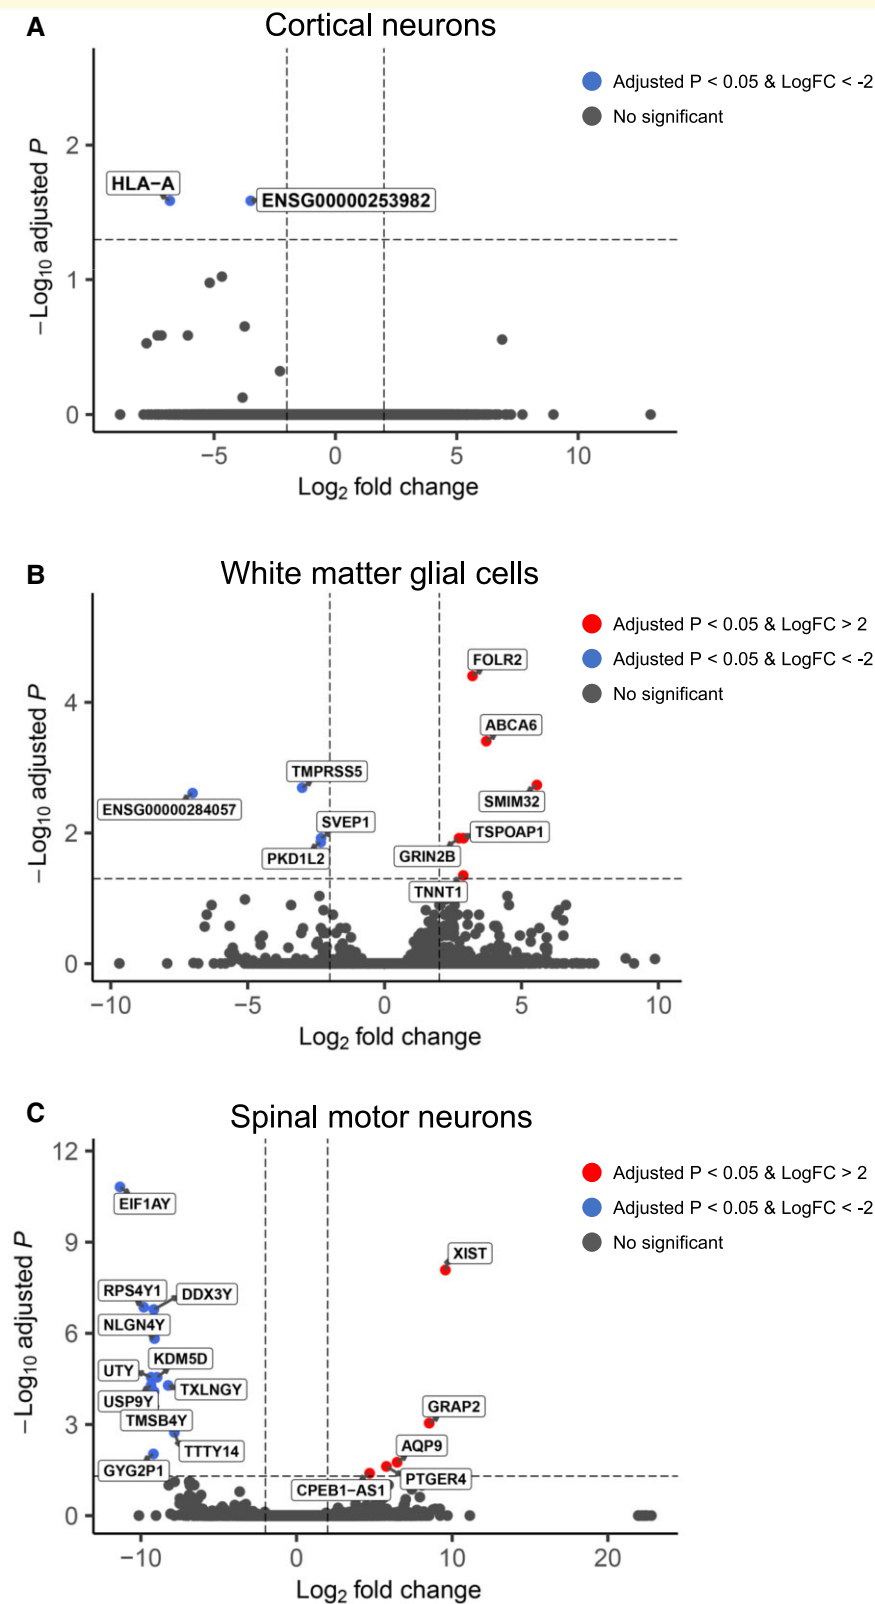 A
Cortical neurons
Adjusted P < 0.05 & LogFC < -2
No significant
−Log10 adjusted P
2
1
0
HLA−A
ENSG00000253982
−5
0
5
10
Log2 fold change
B
White matter glial cells
Adjusted P < 0.05 & LogFC > 2
Adjusted P < 0.05 & LogFC < -2
No significant
−Log10 adjusted P
4
2
0
FOLR2
ABCA6
TMPRSS5
SMIM32
ENSG00000284057
SVEP1
TSPOAP1
PKD1L2
GRIN2B
TNNT1
−10
−5
0
5
10
Log2 fold change
C
Spinal motor neurons
Adjusted P < 0.05 & LogFC > 2
Adjusted P < 0.05 & LogFC < -2
No significant
−Log10 adjusted P
12
9
6
3
0
EIF1AY
XIST
RPS4Y1
DDX3Y
NLGN4Y
KDM5D
UTY
TXLNGY
USP9Y
GRAP2
TMSB4Y
AQP9
TTTY14
GYG2P1
PTGER4
CPEB1−AS1
−10
0
10
20
Log2 fold change